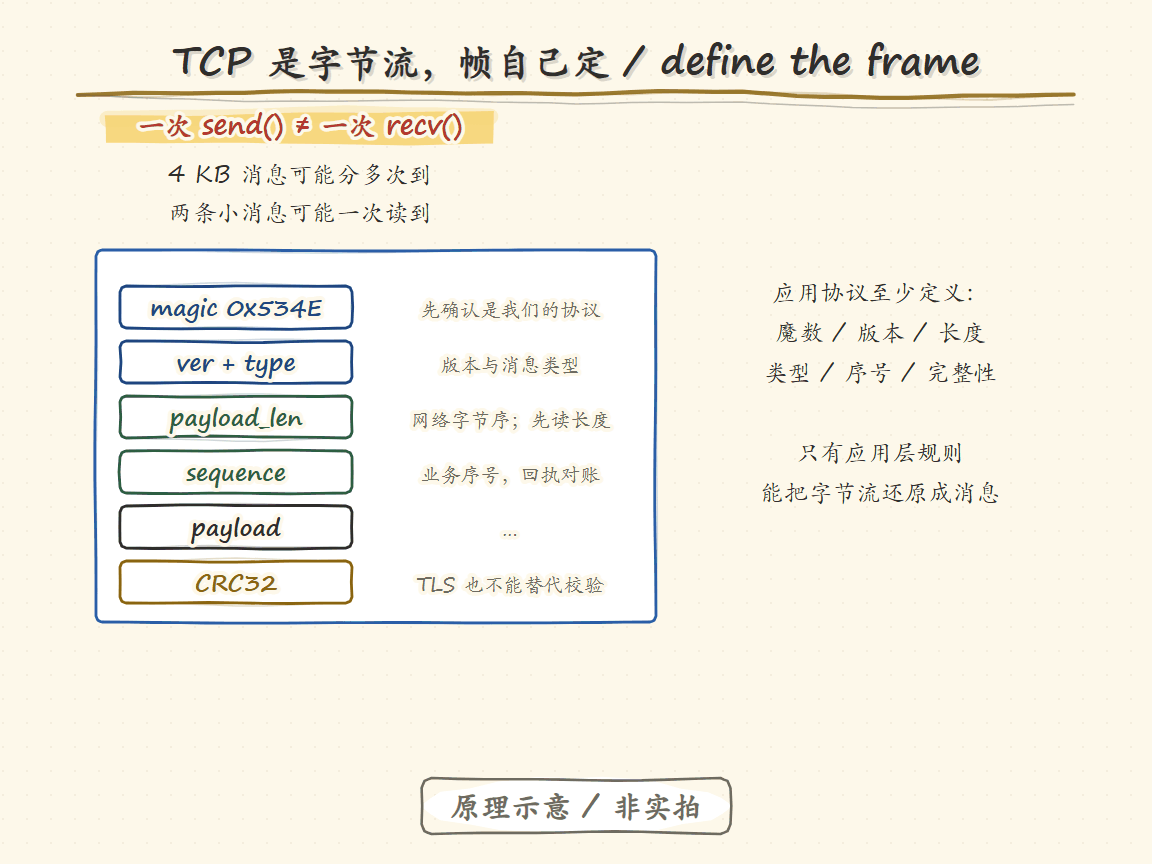 TCP 是字节流，帧自己定 / define the frame
一次 send() ≠ 一次 recv()
4 KB 消息可能分多次到
两条小消息可能一次读到
magic 0x534E 先确认是我们的协议
ver + type 版本与消息类型
payload_len 网络字节序；先读长度
sequence 业务序号，回执对账
payload ...
CRC32 TLS 也不能替代校验
应用协议至少定义：
魔数 / 版本 / 长度
类型 / 序号 / 完整性
只有应用层规则
能把字节流还原成消息
原理示意 / 非实拍